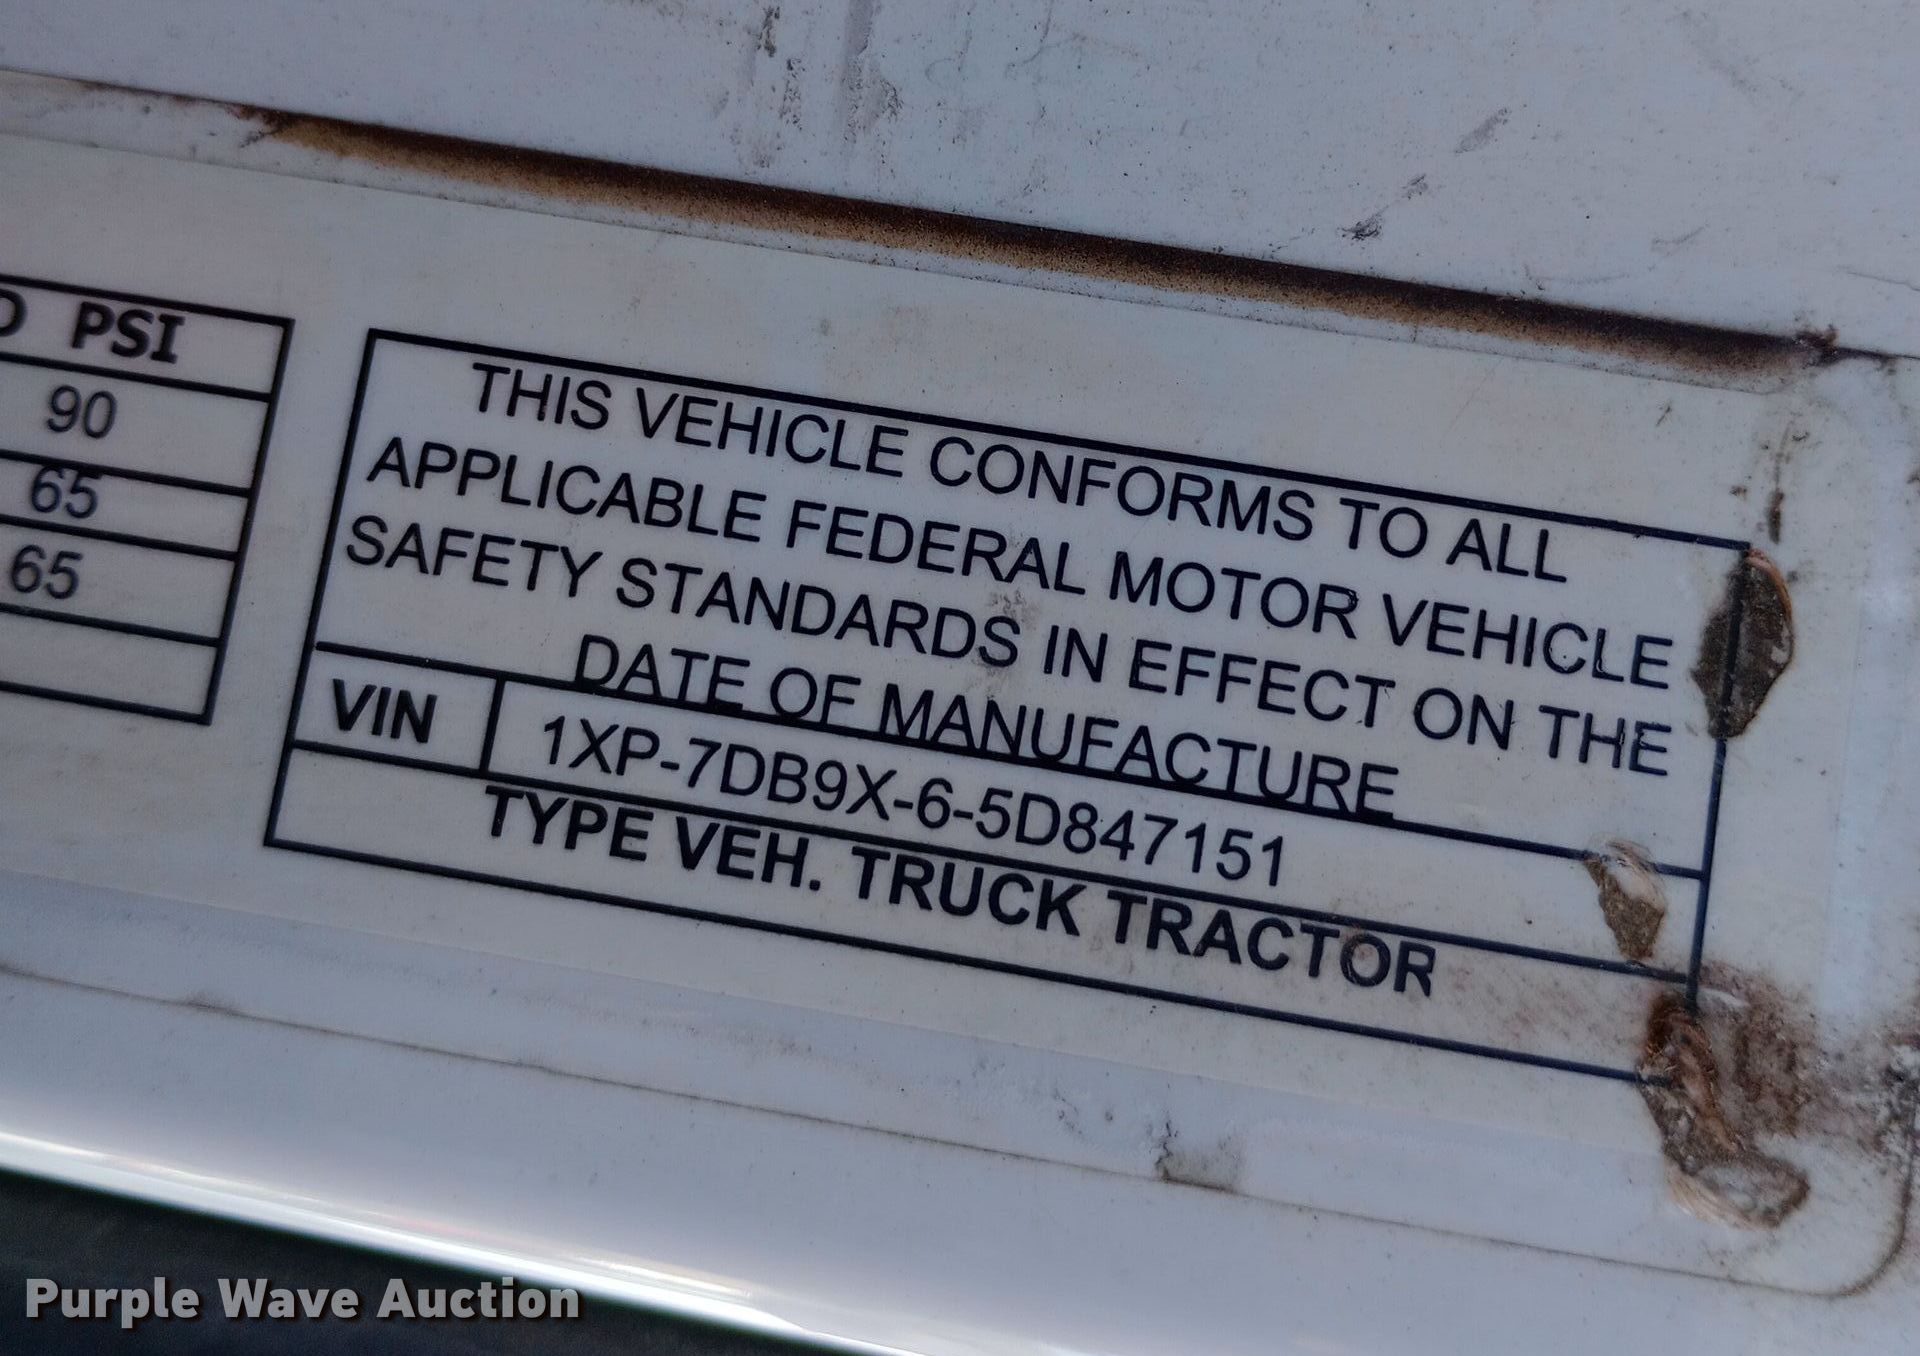 PSI
90
65
65
THIS VEHICLE CONFORMS TO ALL
APPLICABLE FEDERAL MOTOR VEHICLE
SAFETY STANDARDS IN EFFECT ON THE
DATE OF MANUFACTURE
VIN 1XP-7DB9X-6-5D847151
TYPE VEH. TRUCK TRACTOR
Purple Wave Auction